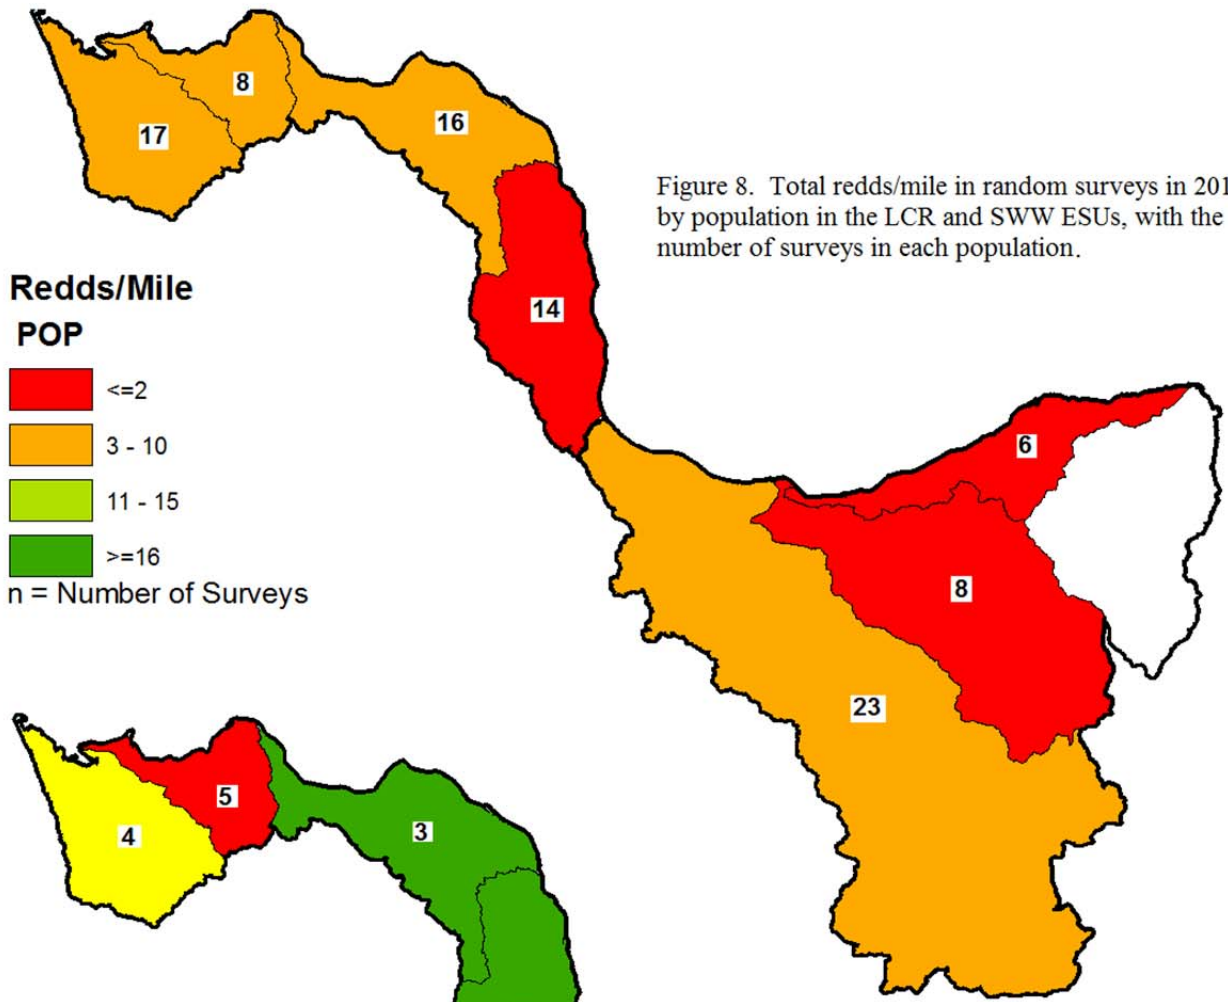 8
17
16
Figure 8. Total redds/mile in random surveys in 201
by population in the LCR and SWW ESUs, with the
number of surveys in each population.
Redds/Mile
POP
<=2
3 - 10
11 - 15
>=16
n = Number of Surveys
14
6
8
23
5
4
3